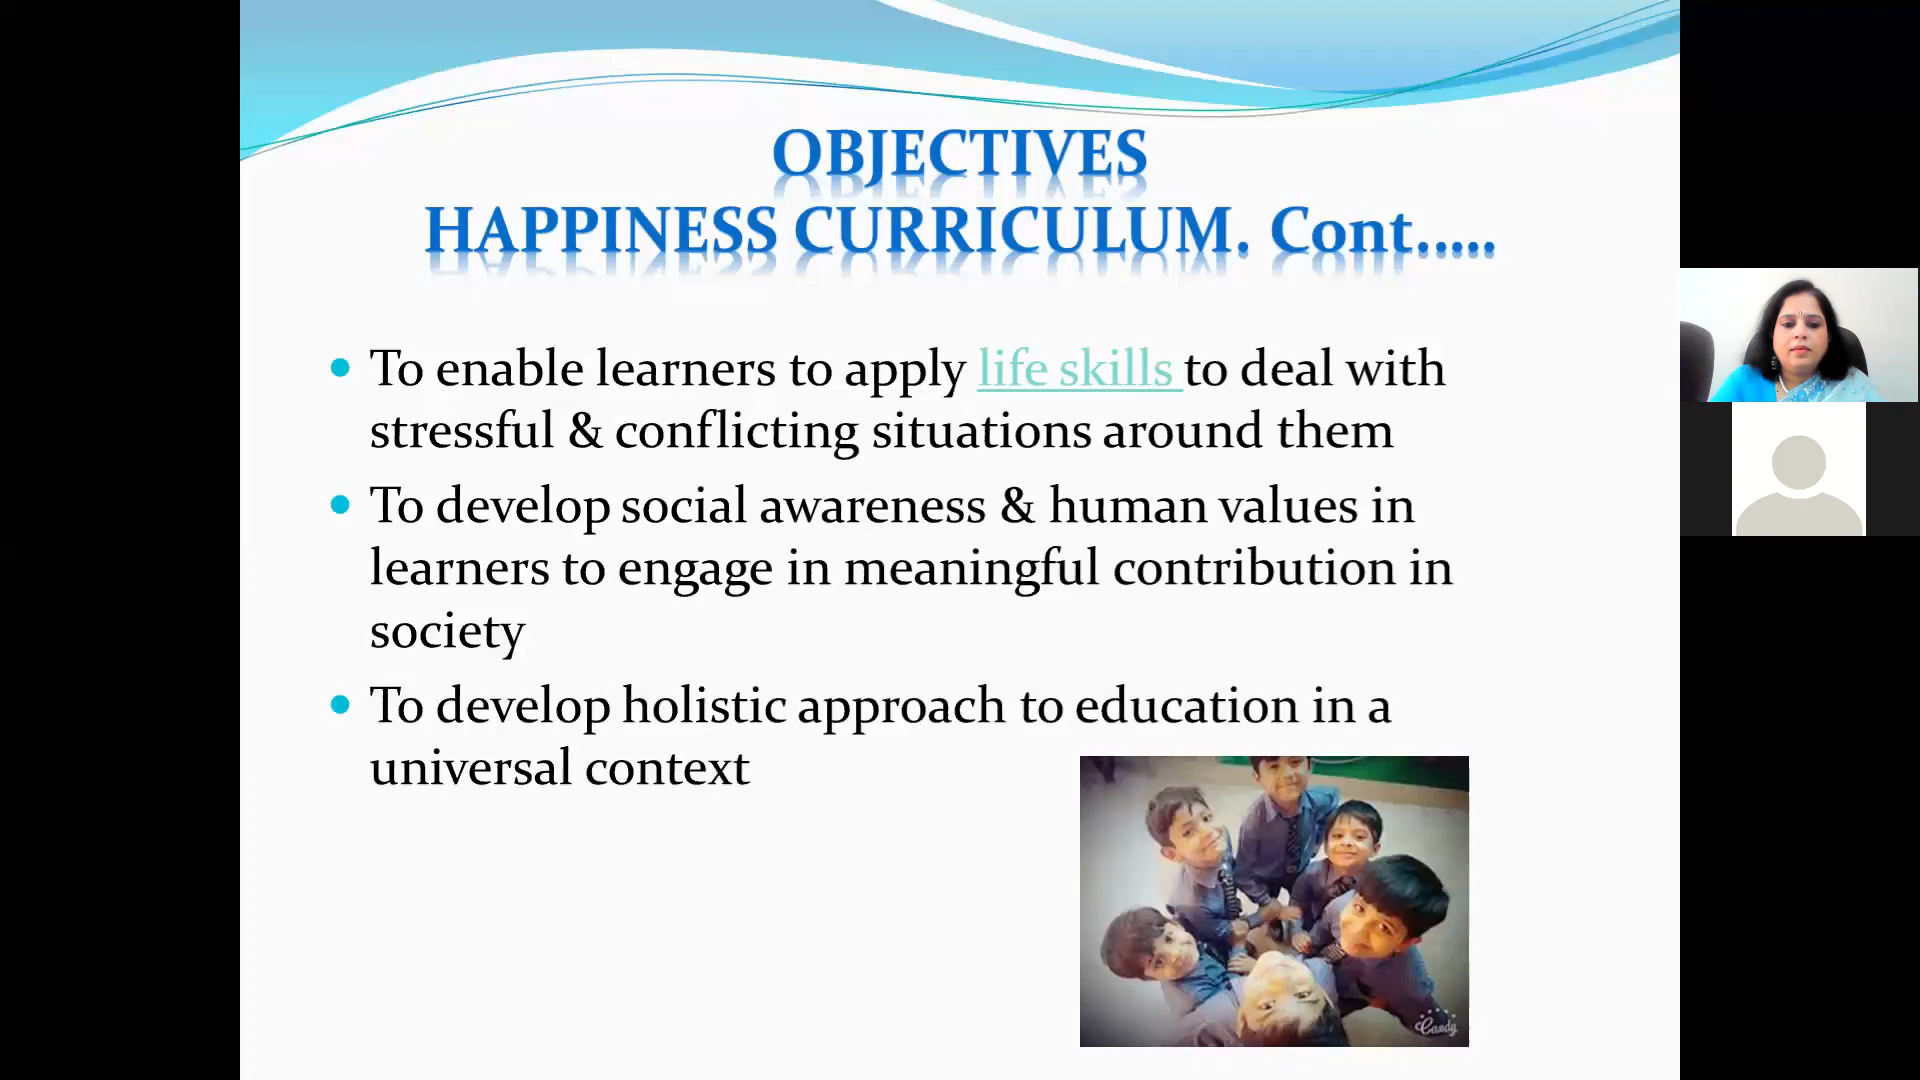 OBJECTIVES
HAPPINESS CURRICULUM. Cont.....
• To enable learners to apply life skills to deal with
stressful & conflicting situations around them
• To develop social awareness & human values in
learners to engage in meaningful contribution in
society
• To develop holistic approach to education in a
universal context
Candy